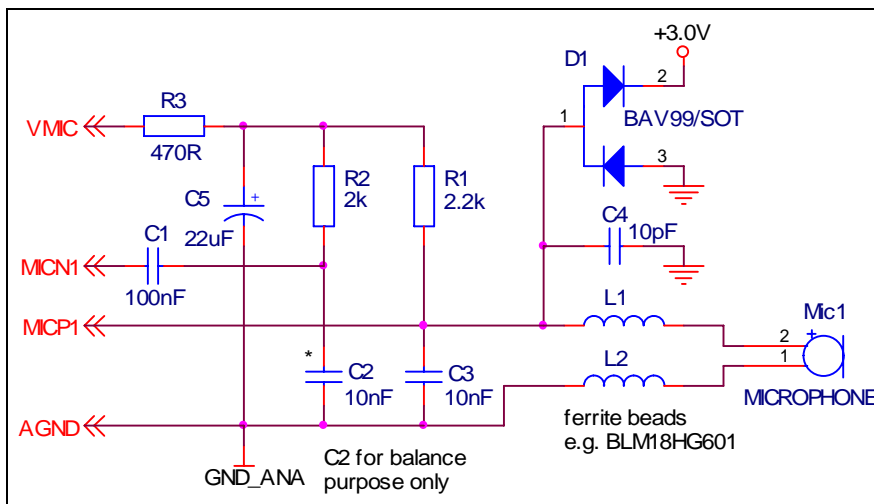 +3.0V
D1
2
1
BAV99/SOT
3
R3
VMIC
470R
R2
2k
R1
2.2k
C5
+
22uF
C4
10pF
C1
MICN1
100nF
MICP1
L1
Mic1
2
+
1
L2
MICROPHONE
*
C2
10nF
C3
10nF
AGND
GND_ANA
C2 for balance
purpose only
ferrite beads
e.g. BLM18HG601